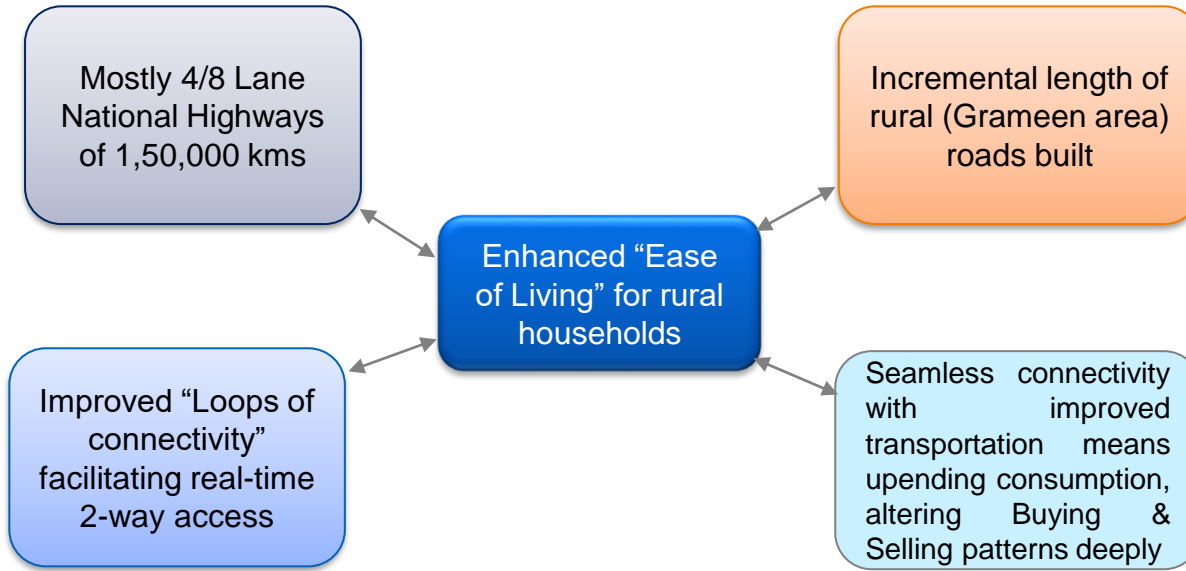 Mostly 4/8 Lane
National Highways
of 1,50,000 kms
Incremental length of
rural (Grameen area)
roads built
Enhanced “Ease
of Living” for rural
households
Improved “Loops of
connectivity”
facilitating real-time
2-way access
Seamless connectivity
with improved
transportation means
upending consumption,
altering Buying &
Selling patterns deeply